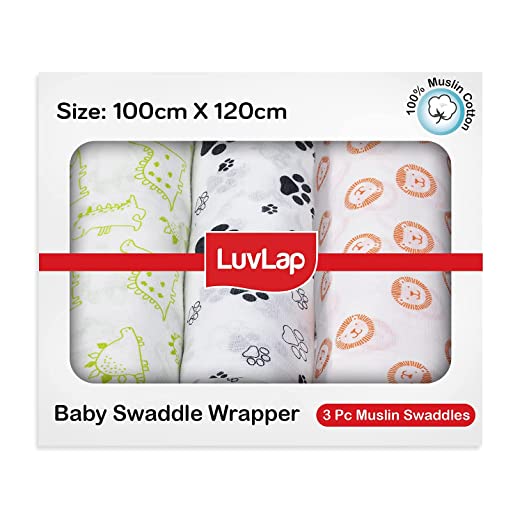 Size: 100cm X 120cm
100% Muslin Cotton
LuvLap
Baby Swaddle Wrapper
3 Pc Muslin Swaddles